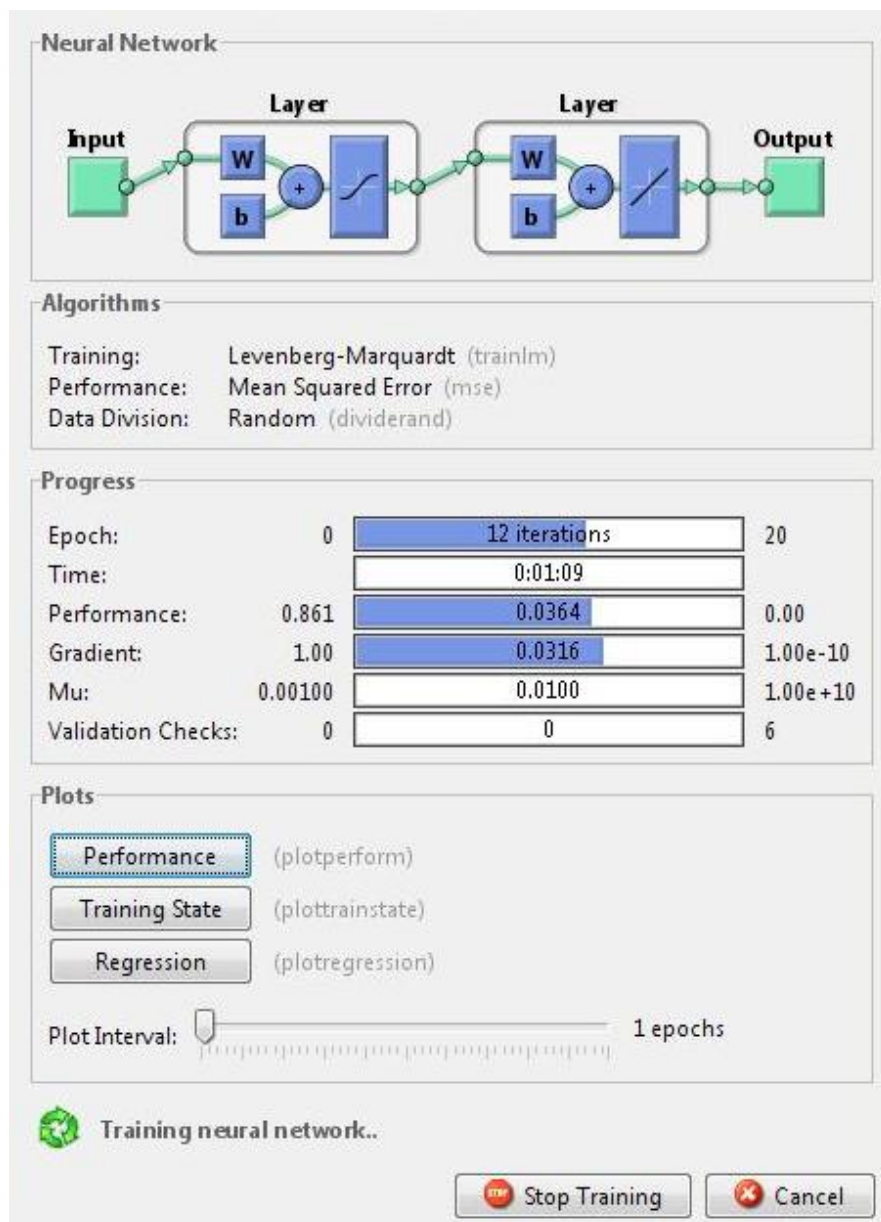 Neural Network
Layer Layer
Input Output
W W
+ +
b b
Algorithms
Training: Levenberg-Marquardt (trainlm)
Performance: Mean Squared Error (mse)
Data Division: Random (dividerand)
Progress
Epoch: 0 12 iterations 20
Time: 0:01:09
Performance: 0.861 0.0364 0.00
Gradient: 1.00 0.0316 1.00e-10
Mu: 0.00100 0.0100 1.00e+10
Validation Checks: 0 0 6
Plots
Performance (plotperform)
Training State (plottrainstate)
Regression (plotregression)
Plot Interval: 1 epochs
Training neural network..
STOP Stop Training Cancel